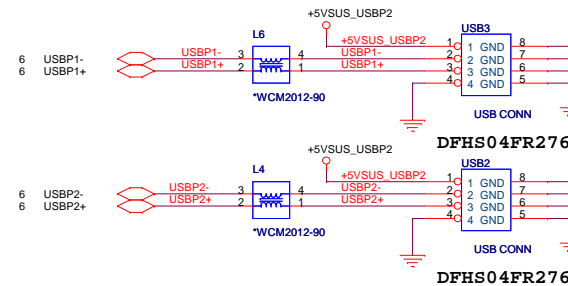 +5VSUS_USBP2
L6
USB3
+5VSUS_USBP2
6 USBP1- USBP1- 3 4 USBP1- 1 1 GND 8
6 USBP1+ USBP1+ 2 1 USBP1+ 2 2 GND 7
3 3 GND 6
4 4 GND 5
*WCM2012-90
USB CONN
DFHS04FR276
+5VSUS_USBP2
L4
USB2
+5VSUS_USBP2
6 USBP2- USBP2- 3 4 USBP2- 1 1 GND 8
6 USBP2+ USBP2+ 2 1 USBP2+ 2 2 GND 7
3 3 GND 6
4 4 GND 5
*WCM2012-90
USB CONN
DFHS04FR276